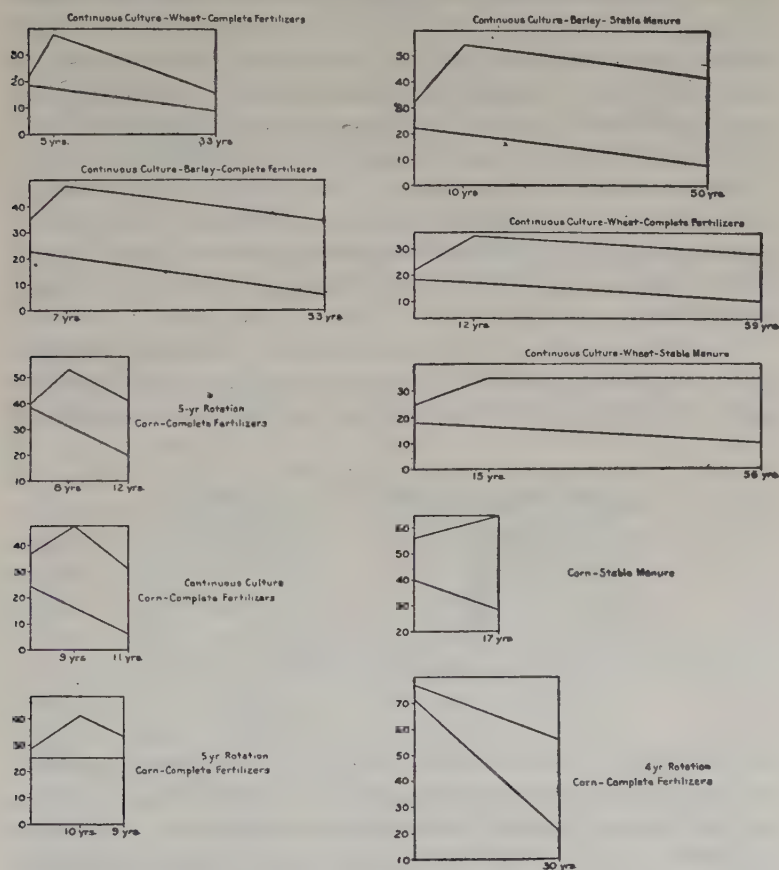 Continuous Culture-Wheat-Complete Fertilizers
30
20
10
0
5 yrs. 33 yrs
Continuous Culture-Barley-Complete Fertilizers
40
30
20
10
0
7 yrs. 53 yrs.
50
40
30
20
10
8 yrs. 12 yrs.
5-yr Rotation
Corn-Complete Fertilizers
40
30
20
10
0
9 yrs. 11 yrs.
Continuous Culture
Corn-Complete Fertilizers
40
30
20
10
0
10 yrs. 9 yrs.
5 yr Rotation
Corn-Complete Fertilizers
Continuous Culture-Barley-Stable Manure
50
40
30
20
10
0
10 yrs. 50 yrs.
Continuous Culture-Wheat-Complete Fertilizers
30
20
10
12 yrs. 59 yrs.
Continuous Culture-Wheat-Stable Manure
30
20
10
0
15 yrs. 56 yrs.
60
50
40
30
20
17 yrs.
Corn-Stable Manure
70
60
50
40
30
20
10
30 yrs.
4 yr Rotation
Corn-Complete Fertilizers